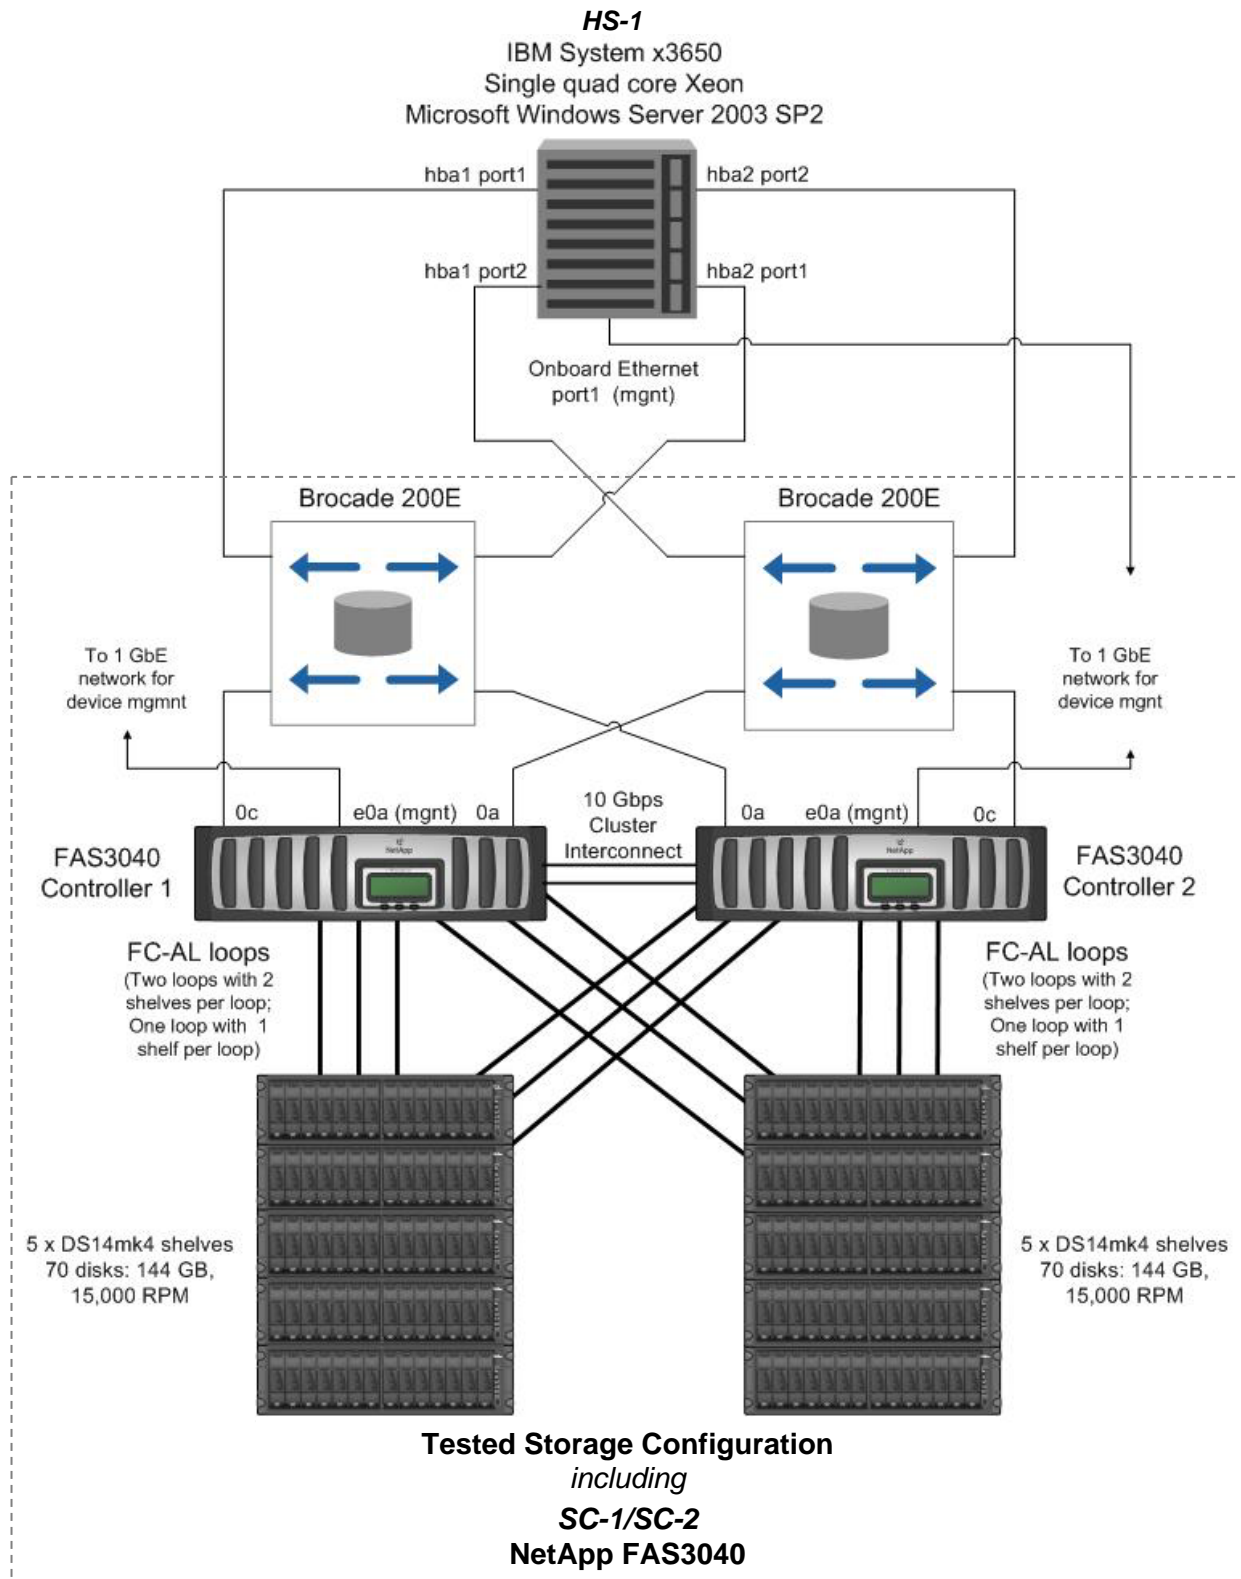 HS-1
IBM System x3650
Single quad core Xeon
Microsoft Windows Server 2003 SP2
hba1 port1
hba2 port2
hba1 port2
hba2 port1
Onboard Ethernet
port1 (mgnt)
Brocade 200E
Brocade 200E
To 1 GbE
network for
device mgmnt
To 1 GbE
network for
device mgnt
0c
e0a (mgnt)
0a
10 Gbps
Cluster
Interconnect
0a
e0a (mgnt)
0c
FAS3040
Controller 1
NetApp
NetApp
FAS3040
Controller 2
FC-AL loops
(Two loops with 2
shelves per loop;
One loop with 1
shelf per loop)
FC-AL loops
(Two loops with 2
shelves per loop;
One loop with 1
shelf per loop)
5 x DS14mk4 shelves
70 disks: 144 GB,
15,000 RPM
5 x DS14mk4 shelves
70 disks: 144 GB,
15,000 RPM
Tested Storage Configuration
including
SC-1/SC-2
NetApp FAS3040